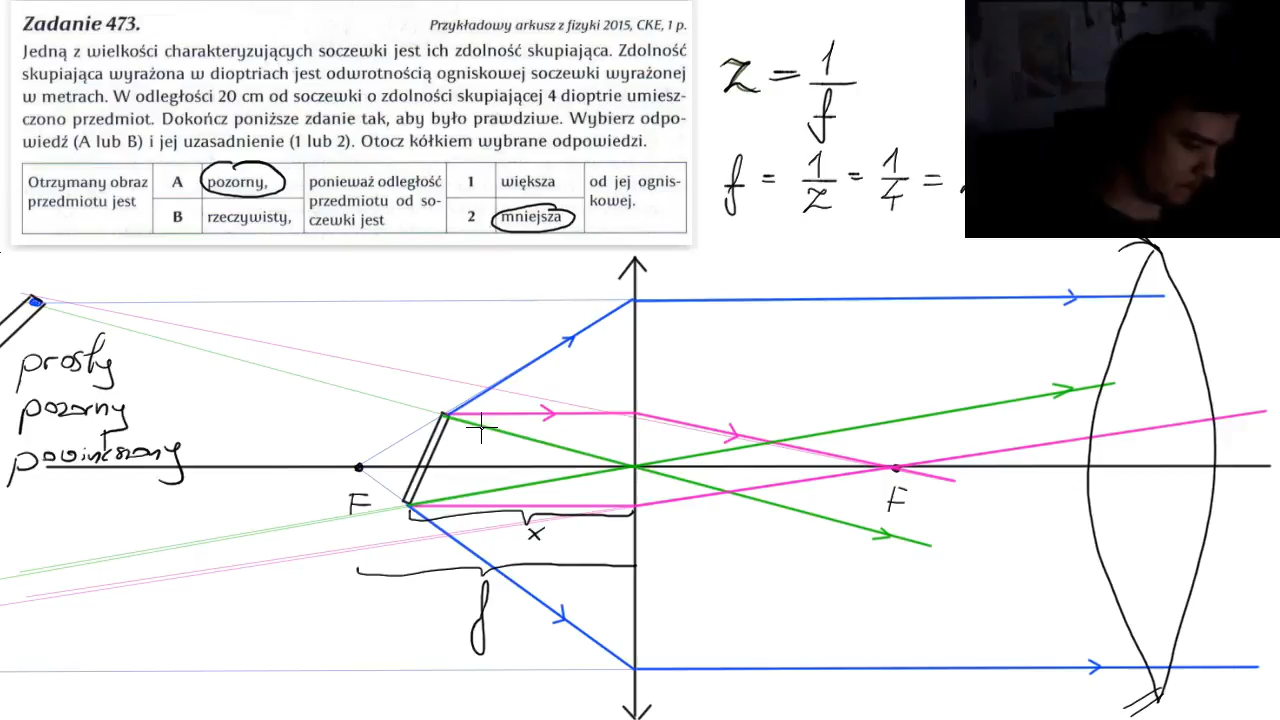 Zadanie 473.
Przykładowy arkusz z fizyki 2015, CKE, 1 p.
Jedną z wielkości charakteryzujących soczewki jest ich zdolność skupiająca. Zdolność
skupiająca wyrażona w dioptriach jest odwrotnością ogniskowej soczewki wyrażonej
w metrach. W odległości 20 cm od soczewki o zdolności skupiającej 4 dioptrie umiesz-
czono przedmiot. Dokończ poniższe zdanie tak, aby było prawdziwe. Wybierz odpo-
wiedź (A lub B) i jej uzasadnienie (1 lub 2). Otocz kółkiem wybrane odpowiedzi.
Otrzymany obraz
przedmiotu jest
A pozorny,
B rzeczywisty,
ponieważ odległość
przedmiotu od so-
czewki jest
1 większa
2 mniejsza
od jej ognis-
kowej.
z = 1/f
f = 1/z = 1/4 =
prosty
pozorny
powiększony
F
F
x
f